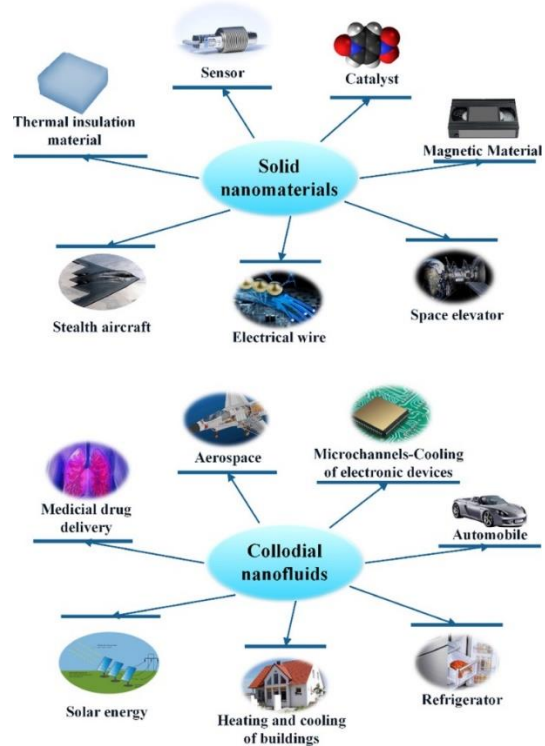 Sensor
Catalyst
Thermal insulation
material
Magnetic Material
Solid
nanomaterials
Stealth aircraft
Electrical wire
Space elevator
Aerospace
Microchannels-Cooling
of electronic devices
Medicial drug
delivery
Automobile
Collodial
nanofluids
Solar energy
Heating and cooling
of buildings
Refrigerator